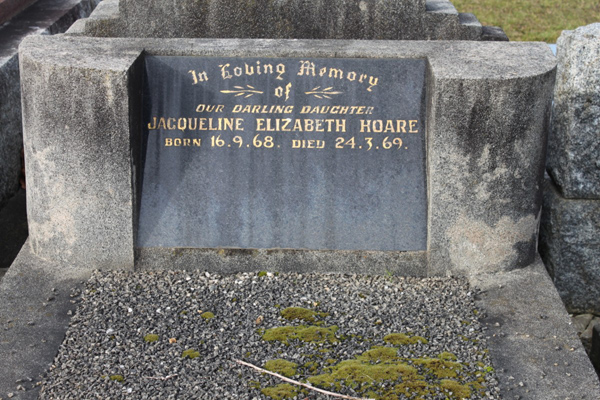 In Loving Memory
of
OUR DARLING DAUGHTER
JACQUELINE ELIZABETH HOARE
BORN 16.9.68. DIED 24.3.69.